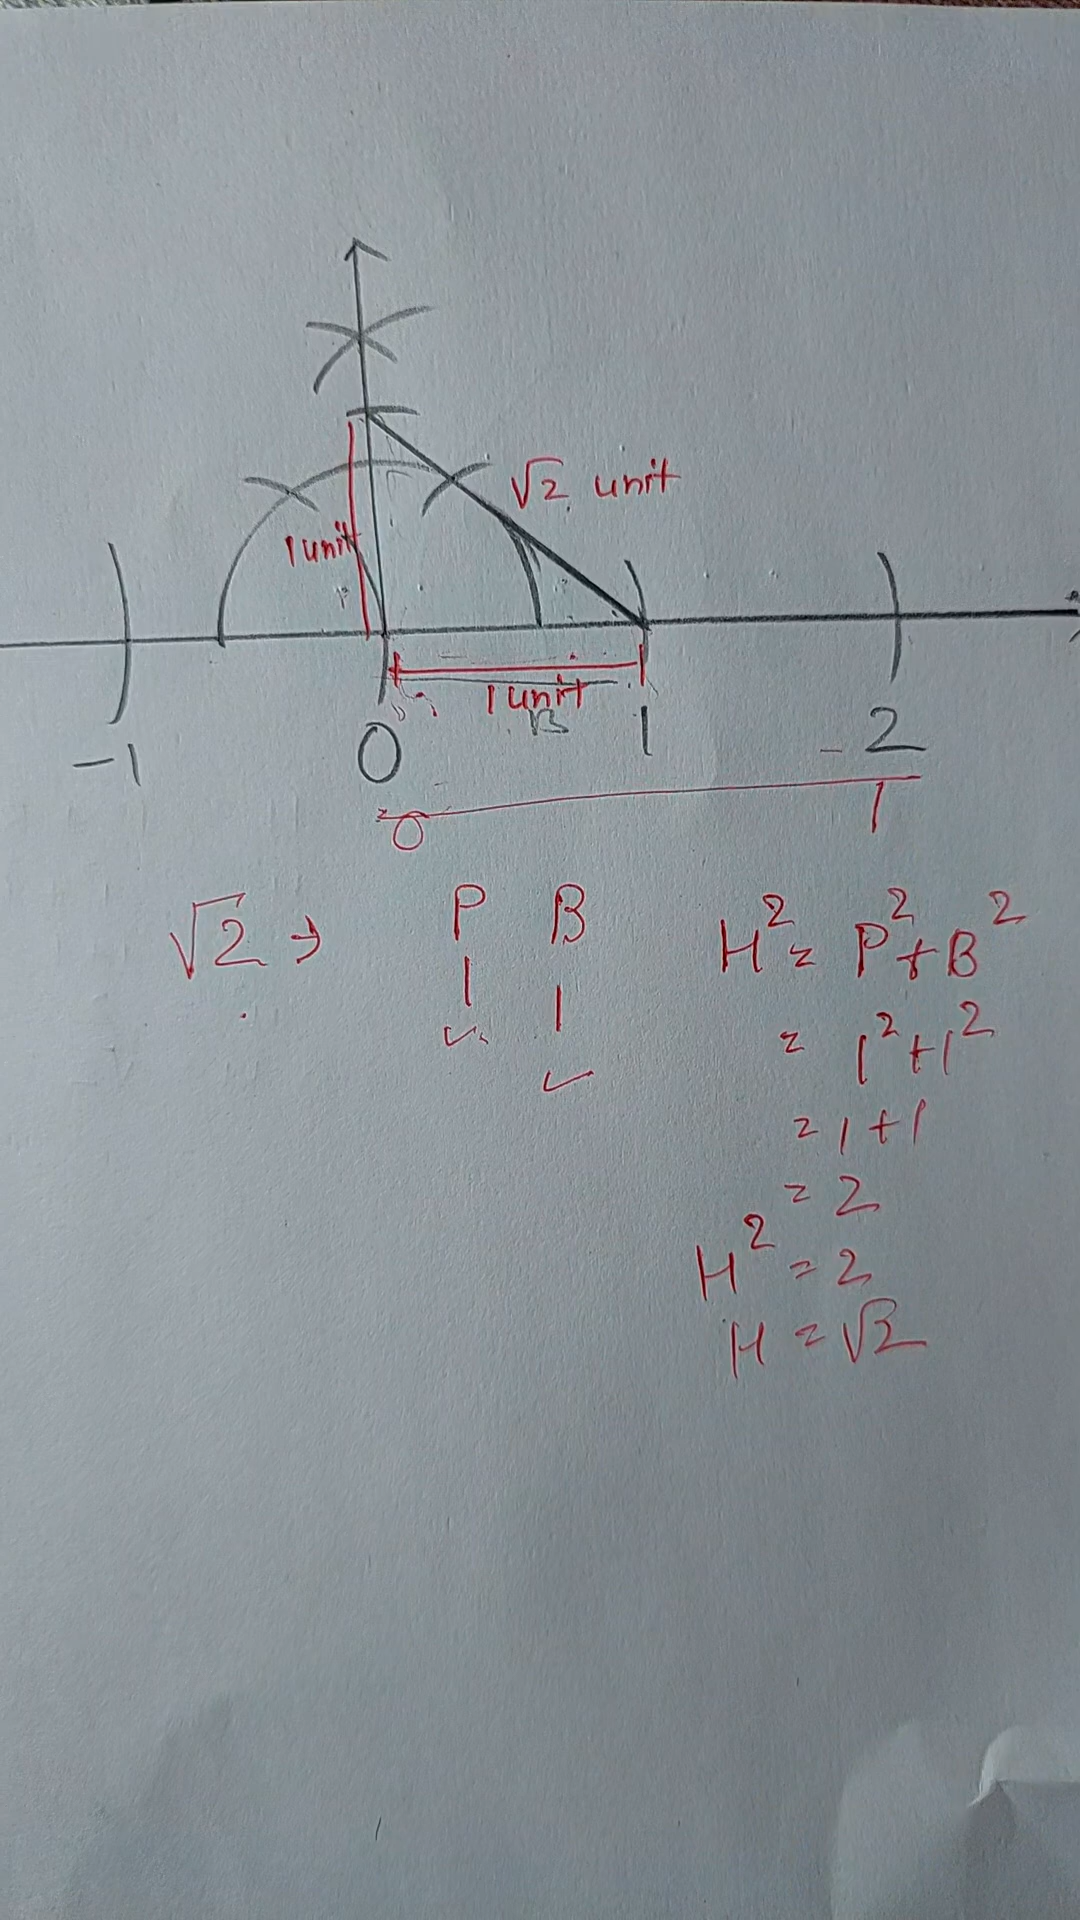 √2 unit
1 unit
P
1 unit
B
-1 0 1 2
0 1
√2 → P B
1 1
H² = P² + B²
= 1² + 1²
= 1 + 1
= 2
H² = 2
H = √2